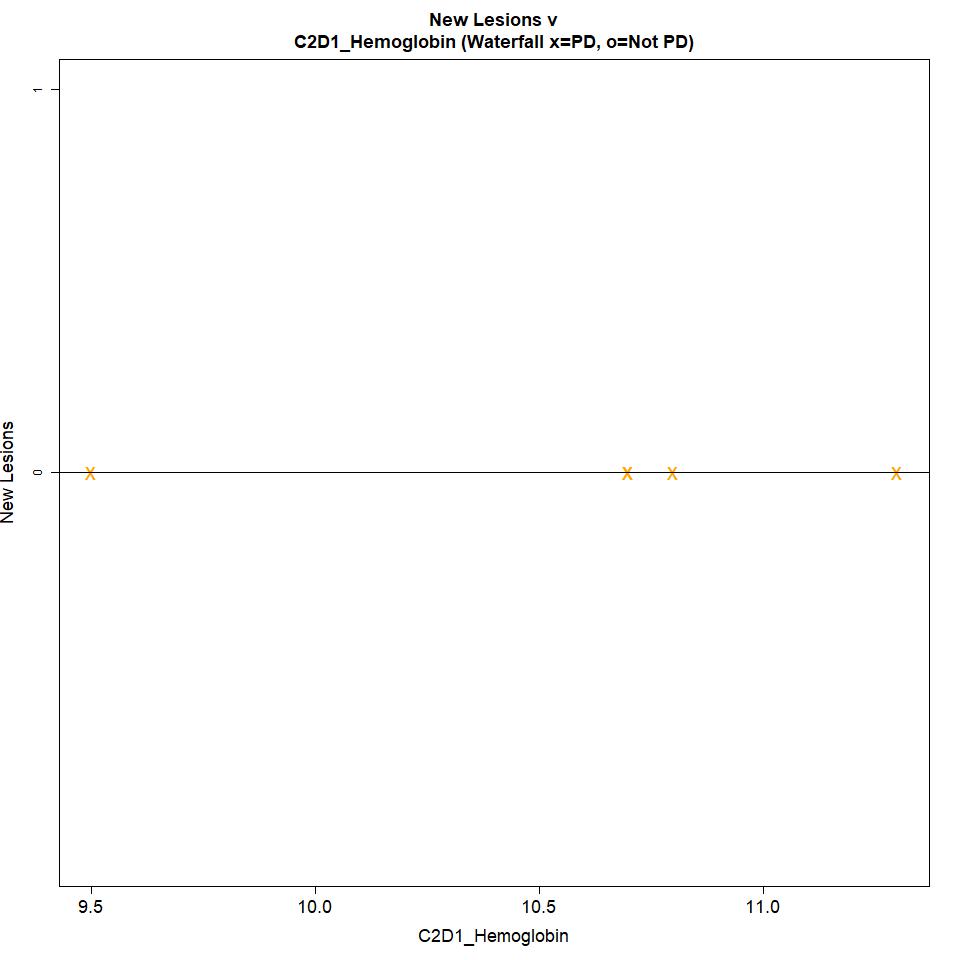 New Lesions v
C2D1_Hemoglobin (Waterfall x=PD, o=Not PD)
1
0
New Lesions
x x x x
9.5 10.0 10.5 11.0
C2D1_Hemoglobin